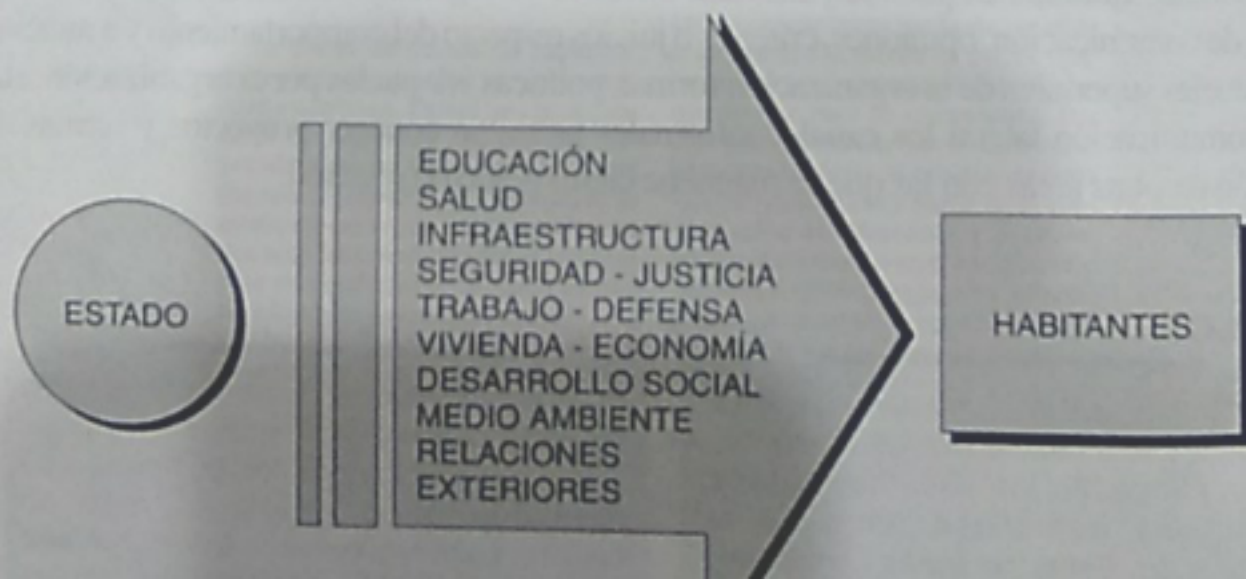 ESTADO
EDUCACIÓN
SALUD
INFRAESTRUCTURA
SEGURIDAD - JUSTICIA
TRABAJO - DEFENSA
VIVIENDA - ECONOMÍA
DESARROLLO SOCIAL
MEDIO AMBIENTE
RELACIONES
EXTERIORES
HABITANTES